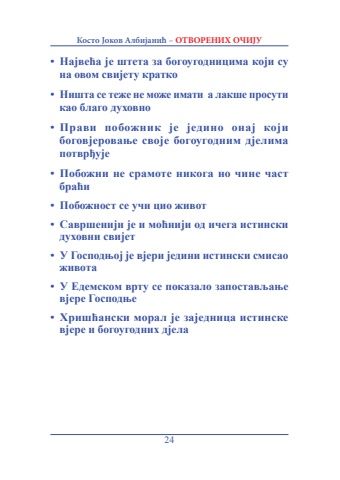 Косто Јоков Албијанић – ОТВОРЕНИХ ОЧИЈУ
• Највећа је штета за богоугодницима који су
на овом свијету кратко
• Ништа се теже не може имати а лакше просути
као благо духовно
• Прави побожник је једино онај који
боговјеровање своје богоугодним дјелима
потврђује
• Побожни не срамоте никога но чине част
браћи
• Побожност се учи цио живот
• Савршенији је и моћнији од ичега истински
духовни свијет
• У Господњој је вјери једини истински смисао
живота
• У Едемском врту се показало запостављање
вјере Господње
• Хришћански морал је заједница истинске
вјере и богоугодних дјела
24